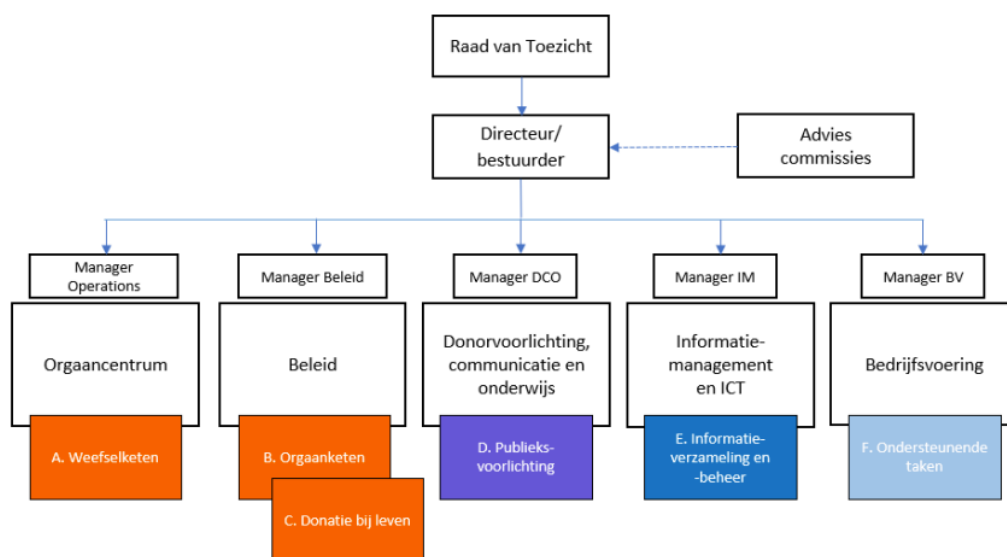 Raad van Toezicht
Directeur/
bestuurder
Advies
commissies
Manager
Operations
Manager Beleid
Manager DCO
Manager IM
Manager BV
Orgaancentrum
Beleid
Donorvoorlichting,
communicatie en
onderwijs
Informatie-
management
en ICT
Bedrijfsvoering
A. Weefselketen
B. Orgaanketen
C. Donatie bij leven
D. Publieks-
voorlichting
E. Informatie-
verzameling en
-beheer
F. Ondersteunende
taken